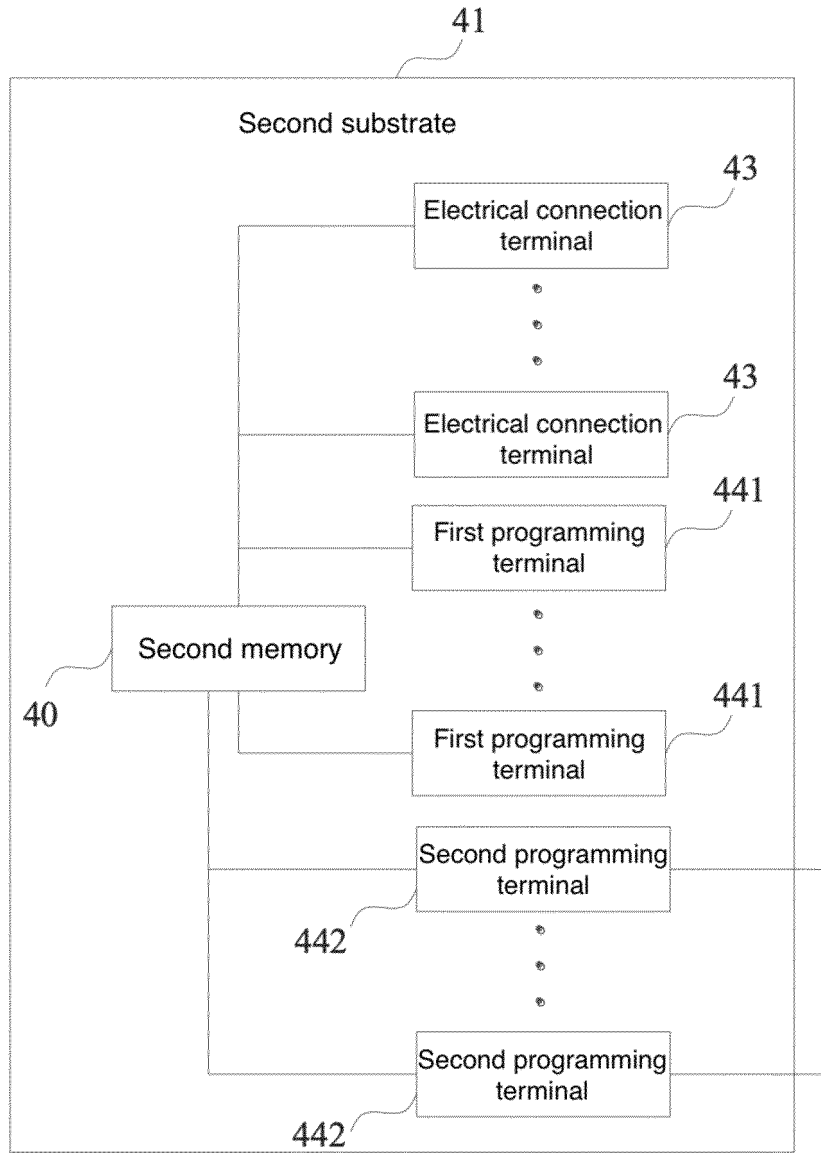 41
Second substrate
43
Electrical connection
terminal
43
Electrical connection
terminal
441
First programming
terminal
Second memory
40
441
First programming
terminal
Second programming
terminal
442
Second programming
terminal
442